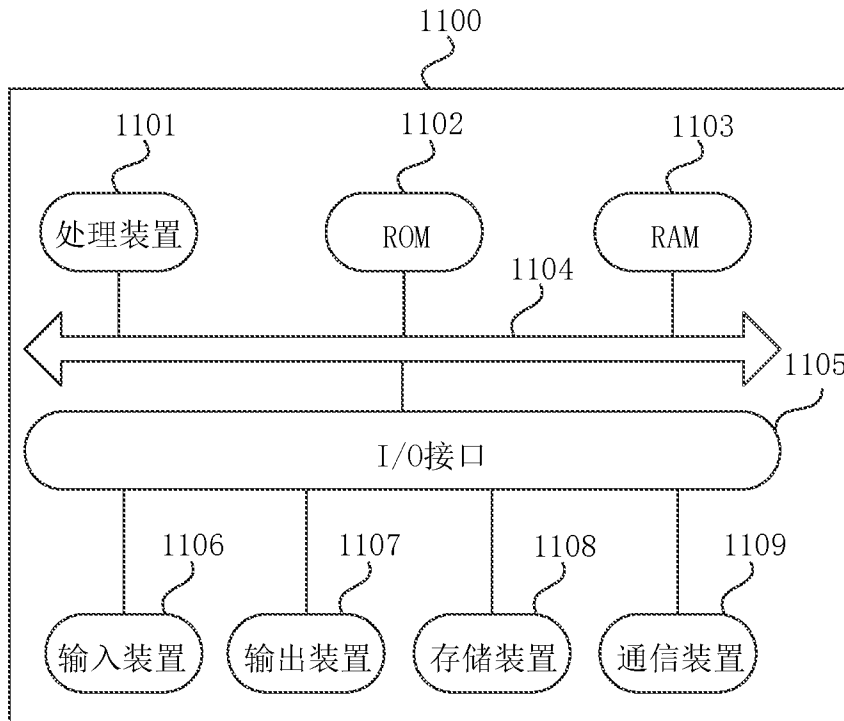 1100
1101
1102
1103
处理装置
ROM
RAM
1104
1105
I/O接口
1106
1107
1108
1109
输入装置
输出装置
存储装置
通信装置